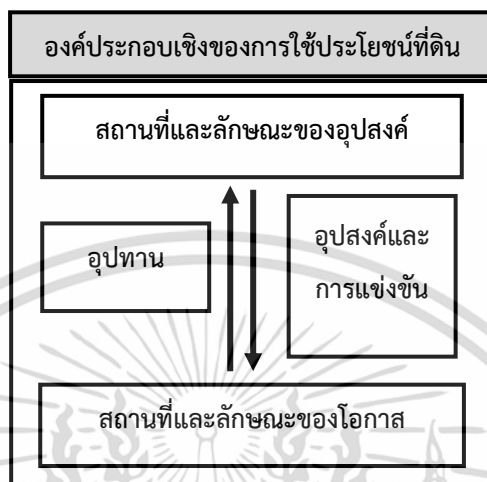 องค์ประกอบเชิงของการใช้ประโยชน์ที่ดิน
สถานที่และลักษณะของอุปสงค์
อุปทาน
อุปสงค์และ
การแข่งขัน
สถานที่และลักษณะของโอกาส